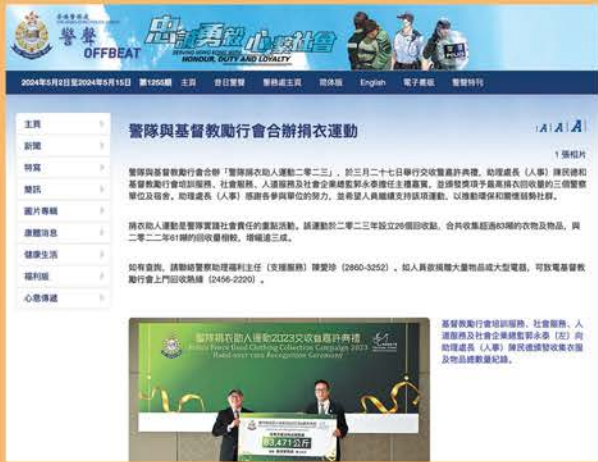 香港警務處
警聲
OFFBEAT
忠誠勇毅 心繫社會
SERVING HONG KONG WITH
HONOUR, DUTY AND LOYALTY
2024年5月2日至2024年5月15日 第1255期 主頁 昔日警聲 警務處主頁 简体版 English 電子書版 警聲特刊
主頁
新聞
特寫
簡訊
圖片專輯
康體消息
健康生活
福利組
心意傳遞
警隊與基督教勵行會合辦捐衣運動
A A A
1 張相片
警隊與基督教勵行會合辦「警隊捐衣助人運動二零二三」，於三月二十七日舉行交收暨嘉許典禮，助理處長（人事）陳民德和
基督教勵行會培訓服務、社會服務、人道服務及社會企業總監郭永泰擔任主禮嘉賓，並頒發獎項予最高捐衣回收量的三個警察
單位及宿舍。助理處長（人事）感謝各參與單位的努力，並希望人員繼續支持該項運動，以推動環保和關懷弱勢社群。
捐衣助人運動是警隊實踐社會責任的重點活動。該運動於二零二三年設立26個回收點，合共收集超過83噸的衣物及物品，與
二零二二年61噸的回收量相較，增幅逾三成。
如有查詢，請聯絡警察助理福利主任（支援服務）陳愛珍（2860-3252）。如人員欲捐贈大量物品或大型電器，可致電基督教
勵行會上門回收熱線（2456-2220）。
警隊捐衣助人運動2023交收暨嘉許典禮
Police Force Used Clothing Collection Campaign 2023
Hand-over cum Recognition Ceremony
83,471公斤
基督教勵行會培訓服務、社會服務、人
道服務及社會企業總監郭永泰（左）向
助理處長（人事）陳民德頒發收集衣服
及物品總數量紀錄。